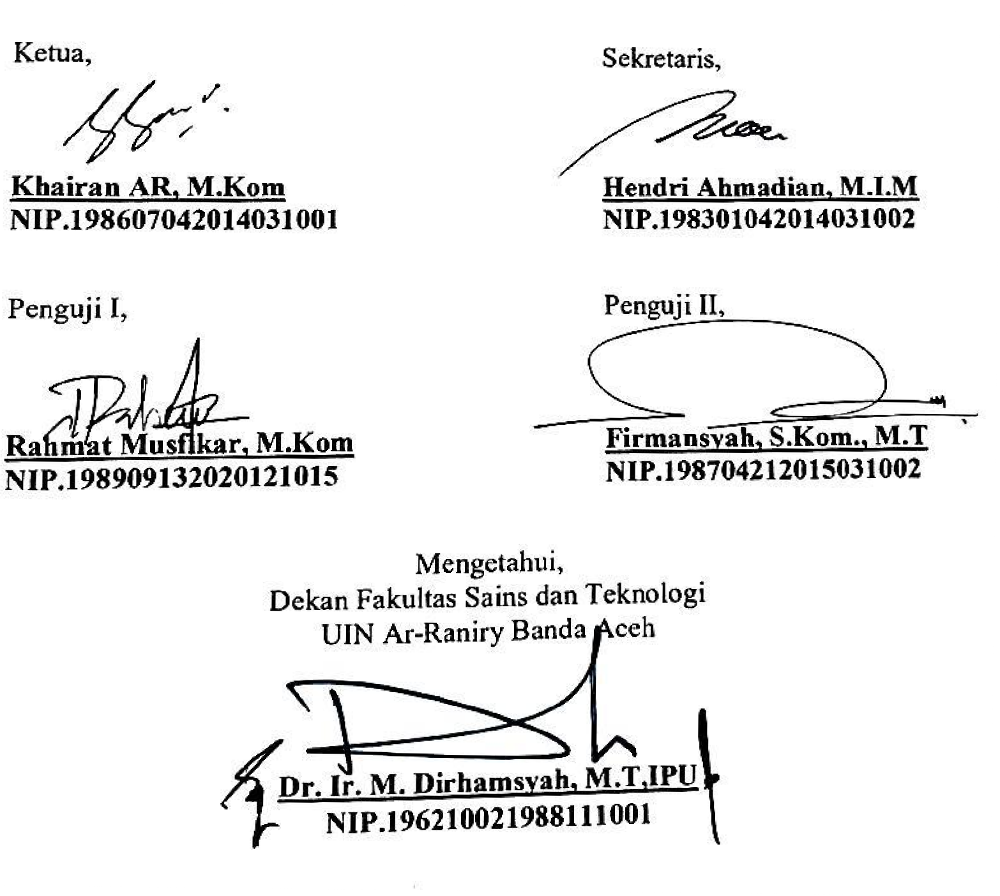 Ketua,
Sekretaris,
Khairan AR, M.Kom
Hendri Ahmadian, M.I.M
NIP.198607042014031001
NIP.198301042014031002
Penguji I,
Penguji II,
Rahmat Musfikar, M.Kom
Firmansyah, S.Kom., M.T
NIP.198909132020121015
NIP.198704212015031002
Mengetahui,
Dekan Fakultas Sains dan Teknologi
UIN Ar-Raniry Banda Aceh
Dr. Ir. M. Dirhamsyah, M.T,IPU
NIP.196210021988111001